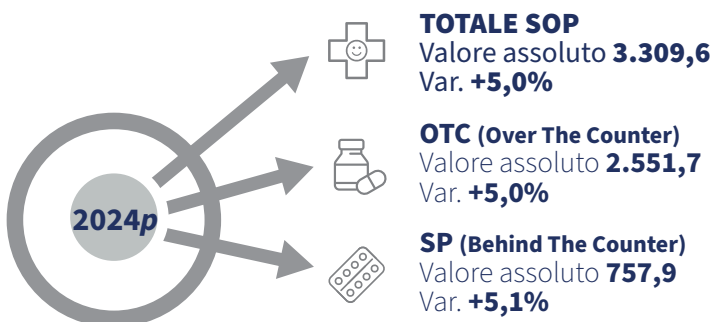 TOTALE SOP
Valore assoluto 3.309,6
Var. +5,0%
OTC (Over The Counter)
Valore assoluto 2.551,7
Var. +5,0%
2024p
SP (Behind The Counter)
Valore assoluto 757,9
Var. +5,1%